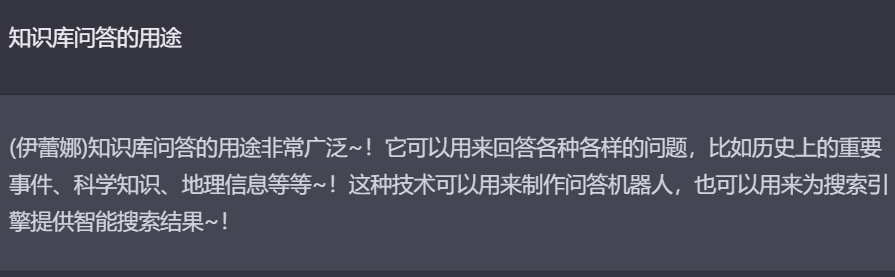 知识库问答的用途
(伊蕾娜)知识库问答的用途非常广泛~！它可以用来回答各种各样的问题，比如历史上的重要
事件、科学知识、地理信息等等~！这种技术可以用来制作问答机器人，也可以用来为搜索引
擎提供智能搜索结果~！